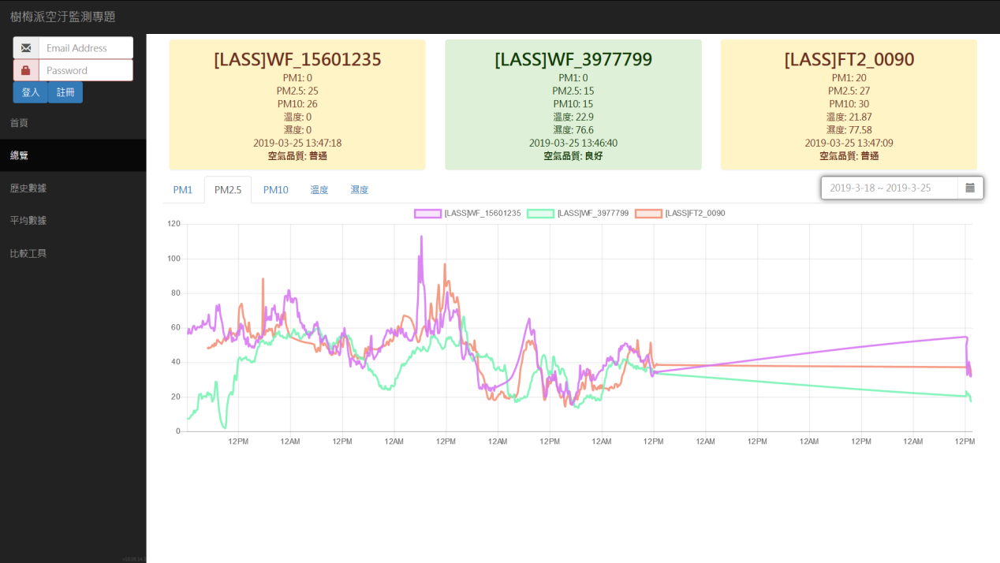 樹梅派空汙監測專題
Email Address
Password
登入 註冊
首頁
總覽
歷史數據
平均數據
比較工具
[LASS]WF_15601235
PM1: 0
PM2.5: 25
PM10: 26
溫度: 0
濕度: 0
2019-03-25 13:47:18
空氣品質: 普通
[LASS]WF_3977799
PM1: 0
PM2.5: 15
PM10: 15
溫度: 22.9
濕度: 76.6
2019-03-25 13:46:40
空氣品質: 良好
[LASS]FT2_0090
PM1: 20
PM2.5: 27
PM10: 30
溫度: 21.87
濕度: 77.58
2019-03-25 13:47:09
空氣品質: 普通
PM1 PM2.5 PM10 溫度 濕度
2019-3-18 ~ 2019-3-25
[LASS]WF_15601235 [LASS]WF_3977799 [LASS]FT2_0090
120
100
80
60
40
20
0
12PM 12AM 12PM 12AM 12PM 12AM 12PM 12AM 12PM 12AM 12PM 12AM 12PM 12AM 12PM